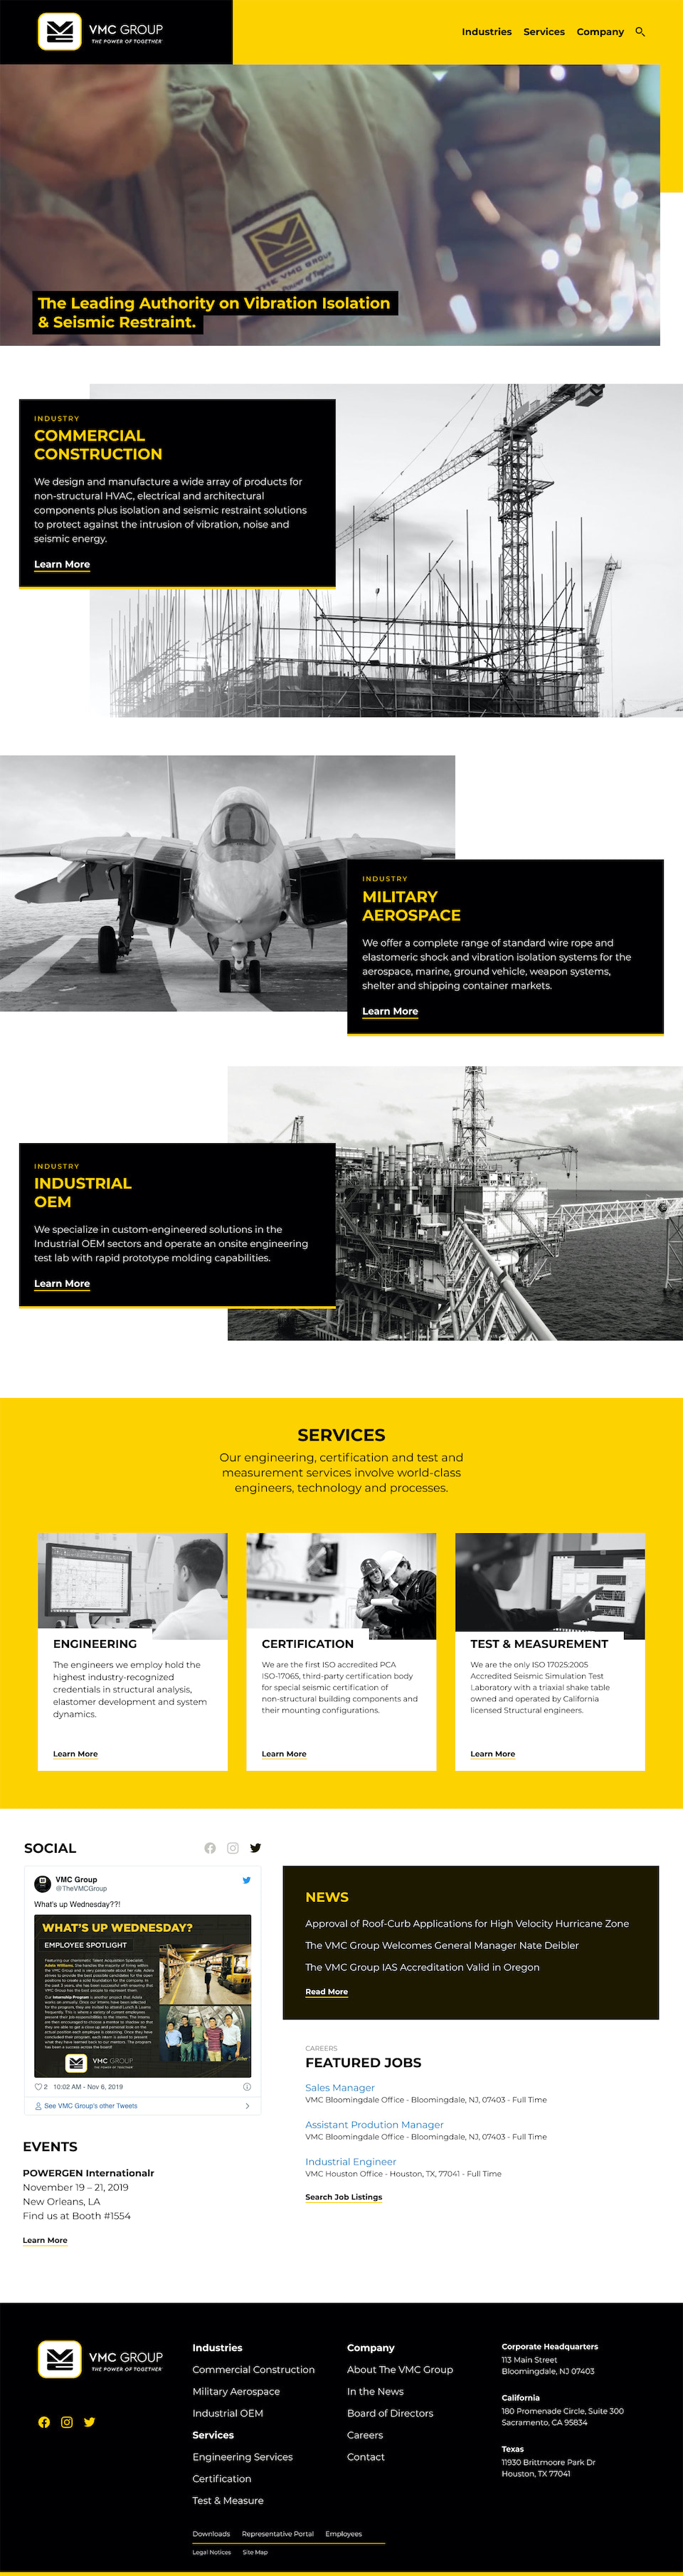 VMC GROUP
THE POWER OF TOGETHER
Industries Services Company
THE VMC GROUP
Power of Together
The Leading Authority on Vibration Isolation
& Seismic Restraint.
INDUSTRY
COMMERCIAL
CONSTRUCTION
We design and manufacture a wide array of products for
non-structural HVAC, electrical and architectural
components plus isolation and seismic restraint solutions
to protect against the intrusion of vibration, noise and
seismic energy.
Learn More
INDUSTRY
MILITARY
AEROSPACE
We offer a complete range of standard wire rope and
elastomeric shock and vibration isolation systems for the
aerospace, marine, ground vehicle, weapon systems,
shelter and shipping container markets.
Learn More
INDUSTRY
INDUSTRIAL
OEM
We specialize in custom-engineered solutions in the
Industrial OEM sectors and operate an onsite engineering
test lab with rapid prototype molding capabilities.
Learn More
SERVICES
Our engineering, certification and test and
measurement services involve world-class
engineers, technology and processes.
ENGINEERING
The engineers we employ hold the
highest industry-recognized
credentials in structural analysis,
elastomer development and system
dynamics.
Learn More
CERTIFICATION
We are the first ISO accredited PCA
ISO-17065, third-party certification body
for special seismic certification of
non-structural building components and
their mounting configurations.
Learn More
TEST & MEASUREMENT
We are the only ISO 17025:2005
Accredited Seismic Simulation Test
Laboratory with a triaxial shake table
owned and operated by California
licensed Structural engineers.
Learn More
SOCIAL
VMC Group
@TheVMCGroup
What's up Wednesday??!
WHAT'S UP WEDNESDAY?
EMPLOYEE SPOTLIGHT
VMC GROUP
THE POWER OF TOGETHER
2 10:02 AM - Nov 6, 2019
See VMC Group's other Tweets
EVENTS
POWERGEN Internationalr
November 19 – 21, 2019
New Orleans, LA
Find us at Booth #1554
Learn More
NEWS
Approval of Roof-Curb Applications for High Velocity Hurricane Zone
The VMC Group Welcomes General Manager Nate Deibler
The VMC Group IAS Accreditation Valid in Oregon
Read More
CAREERS
FEATURED JOBS
Sales Manager
VMC Bloomingdale Office - Bloomingdale, NJ, 07403 - Full Time
Assistant Prodution Manager
VMC Bloomingdale Office - Bloomingdale, NJ, 07403 - Full Time
Industrial Engineer
VMC Houston Office - Houston, TX, 77041 - Full Time
Search Job Listings
VMC GROUP
THE POWER OF TOGETHER
Industries
Commercial Construction
Military Aerospace
Industrial OEM
Services
Engineering Services
Certification
Test & Measure
Company
About The VMC Group
In the News
Board of Directors
Careers
Contact
Corporate Headquarters
113 Main Street
Bloomingdale, NJ 07403
California
180 Promenade Circle, Suite 300
Sacramento, CA 95834
Texas
11930 Brittmoore Park Dr
Houston, TX 77041
Downloads Representative Portal Employees
Legal Notices Site Map